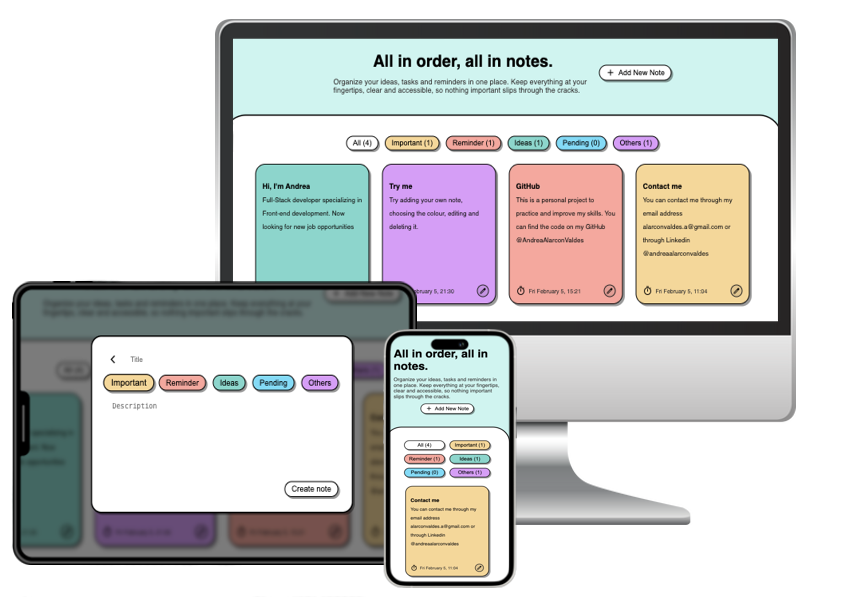 All in order, all in notes.
Organize your ideas, tasks and reminders in one place. Keep everything at your
fingertips, clear and accessible, so nothing important slips through the cracks.
+ Add New Note
All (4)
Important (1)
Reminder (1)
Ideas (1)
Pending (0)
Others (1)
Hi, I'm Andrea
Full-Stack developer specializing in
Front-end development. Now
looking for new job opportunities
Try me
Try adding your own note,
choosing the colour, editing and
deleting it.
February 5, 21:30
GitHub
This is a personal project to
practice and improve my skills. You
can find the code on my GitHub
@AndreaAlarconValdes
Fri February 5, 15:21
Contact me
You can contact me through my
email address
alarconvaldes.a@gmail.com or
through Linkedin
@andreaalarconvaldes
Fri February 5, 11:04
Title
Important
Reminder
Ideas
Pending
Others
Description
Create note
All in order, all in
notes.
Organize your ideas, tasks and reminders in
one place. Keep everything at your fingertips,
clear and accessible, so nothing important
slips through the cracks.
+ Add New Note
All (4)
Important (1)
Reminder (1)
Ideas (1)
Pending (0)
Others (1)
Contact me
You can contact me through my
email address
alarconvaldes.a@gmail.com or
through Linkedin
@andreaalarconvaldes
Fri February 5, 11:04